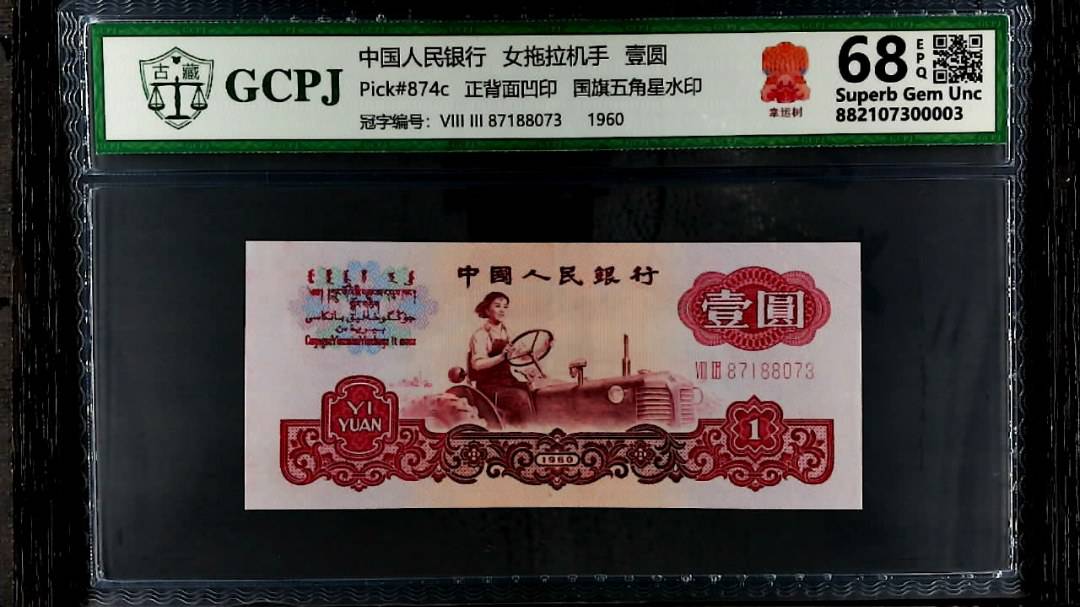 古藏
GCPJ
中国人民银行 女拖拉机手 壹圆
Pick#874c 正背面凹印 国旗五角星水印
冠字编号: VIII III 87188073 1960
幸运树
68 EPQ
Superb Gem Unc
882107300003
中國人民銀行
壹圓
87188073
YI
YUAN
1
1960